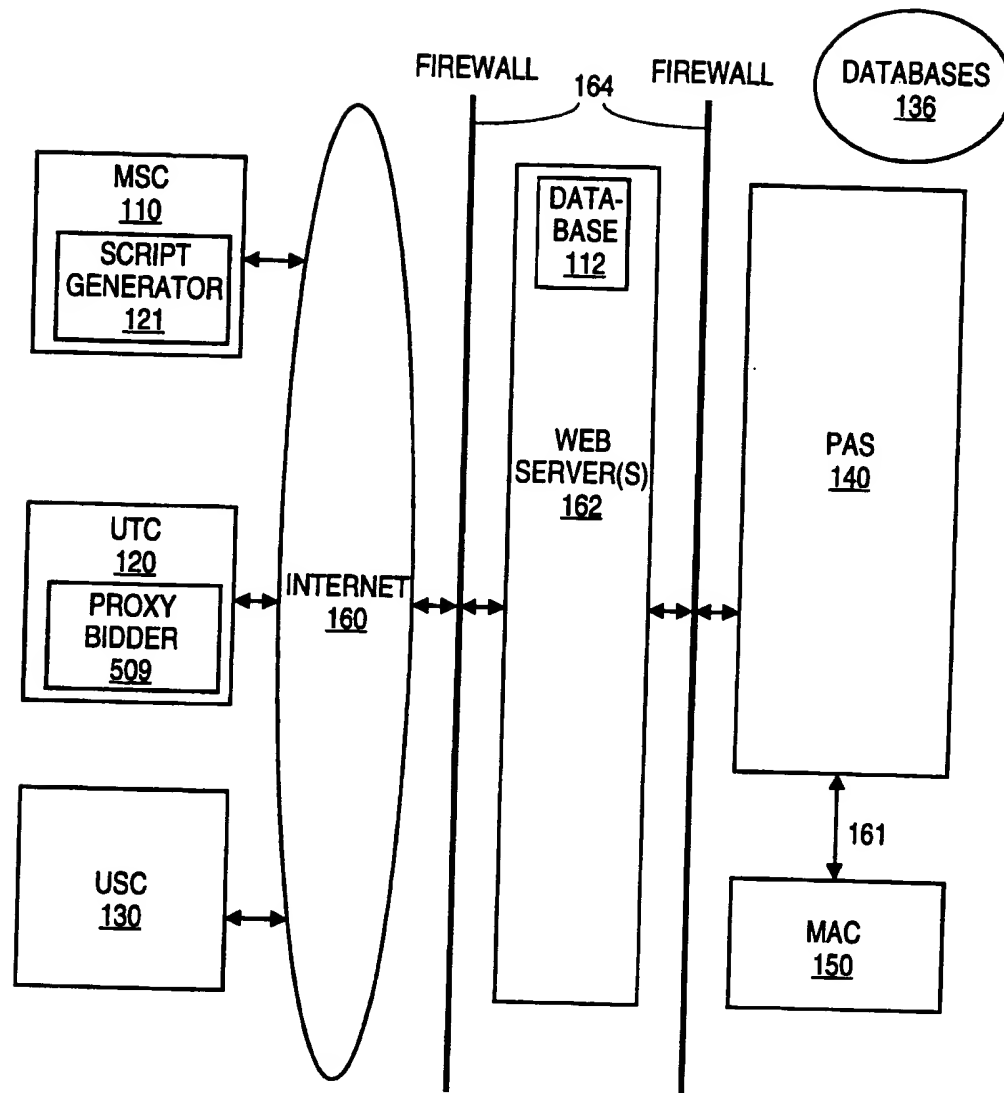 FIREWALL
164
FIREWALL
DATABASES
136
MSC
110
SCRIPT
GENERATOR
121
DATA-
BASE
112
WEB
SERVER(S)
162
PAS
140
UTC
120
PROXY
BIDDER
509
INTERNET
160
161
USC
130
MAC
150